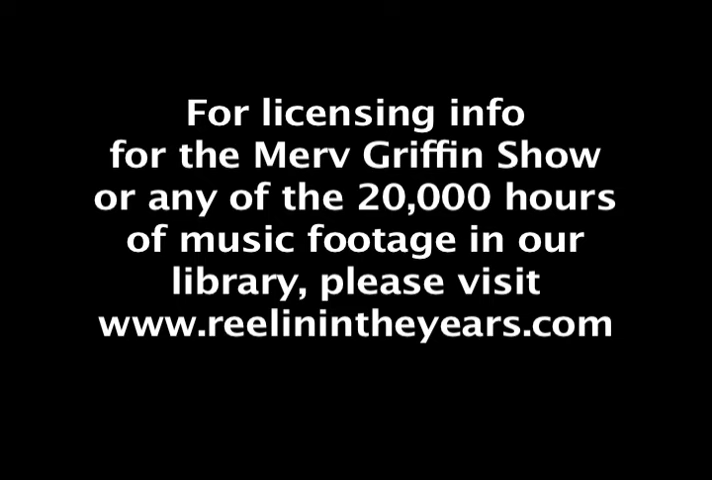 For licensing info
for the Merv Griffin Show
or any of the 20,000 hours
of music footage in our
library, please visit
www.reelinintheyears.com